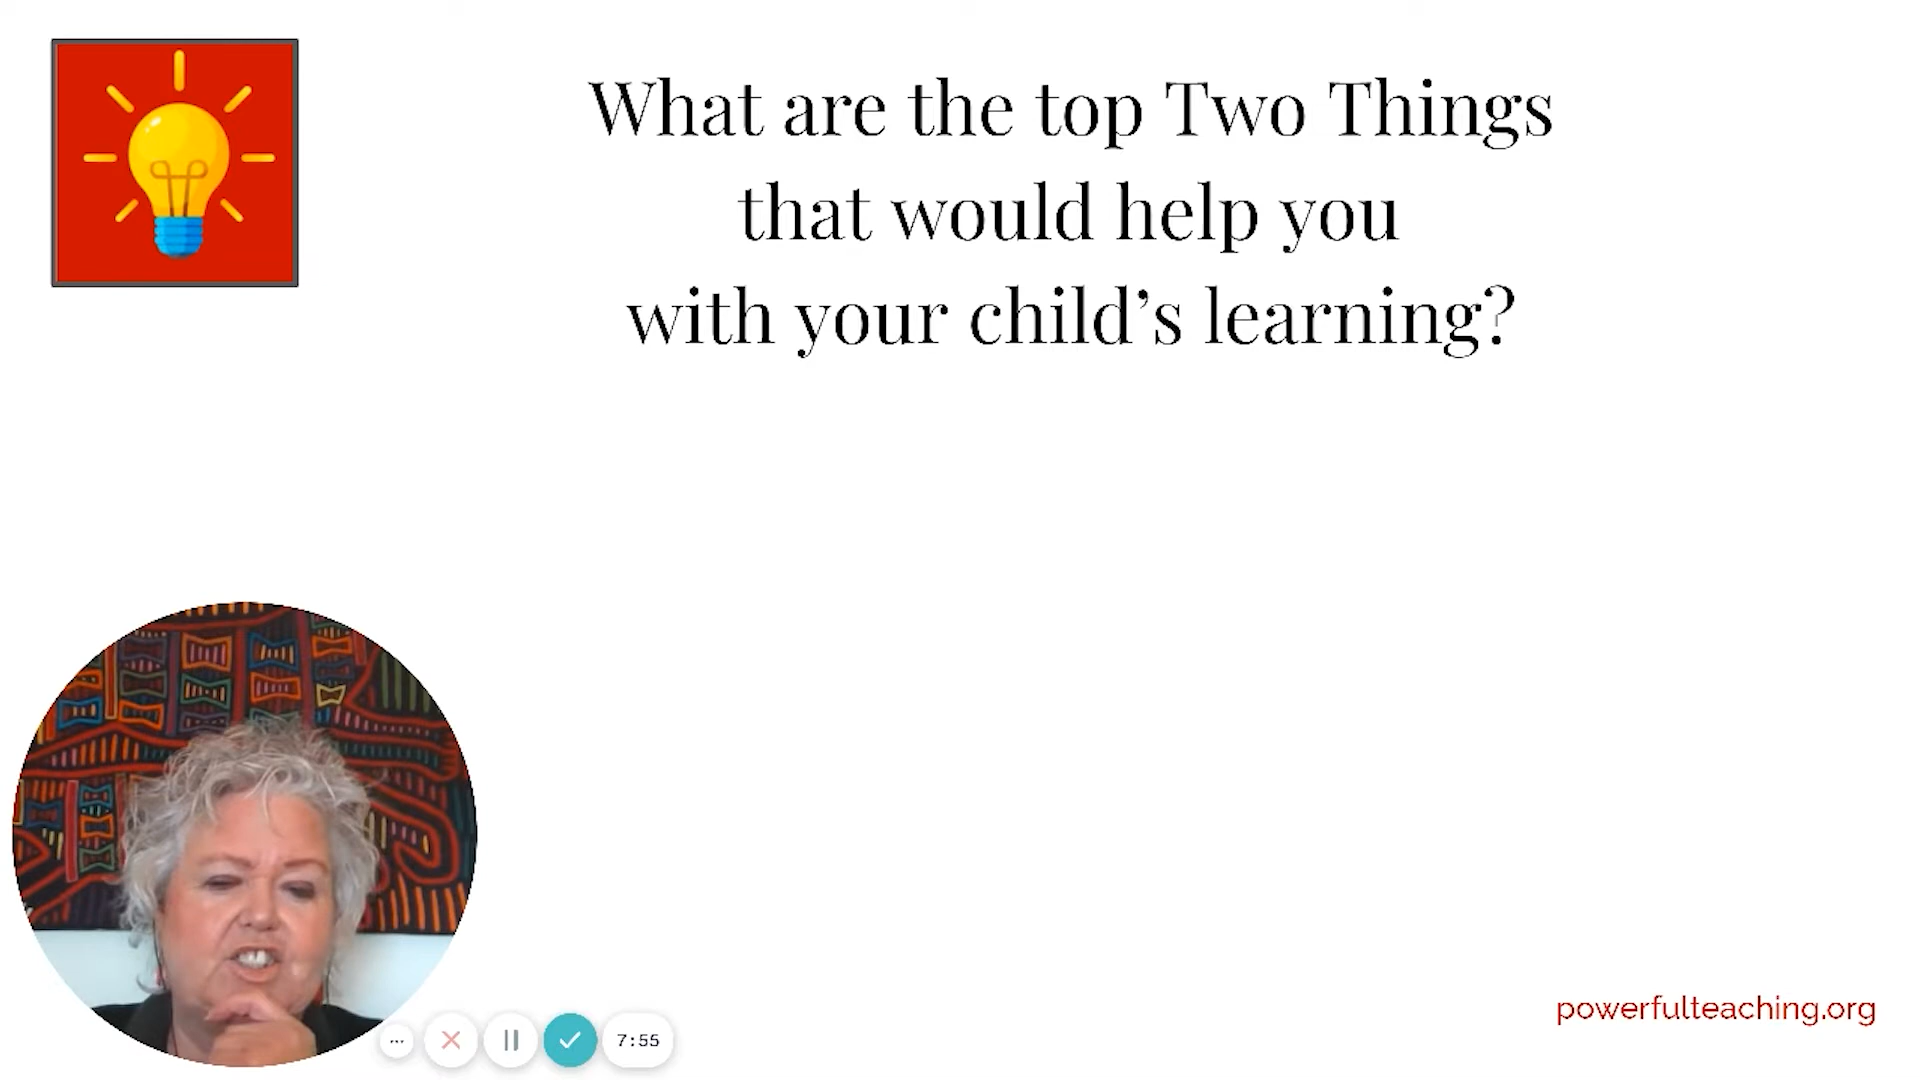 What are the top Two Things
that would help you
with your child’s learning?
powerfulteaching.org
7:55